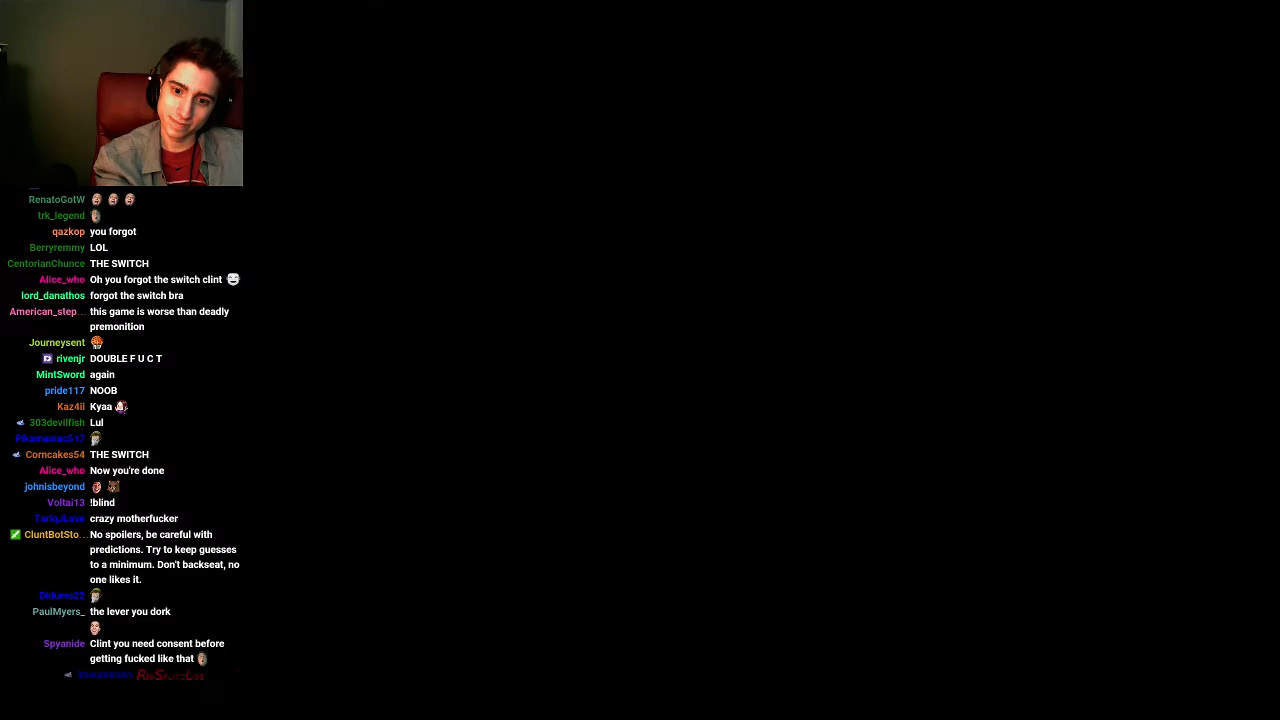 RenatoGotW
trk_legend
qazkop you forgot
Berryremmy LOL
CentorianChunce THE SWITCH
Alice_who Oh you forgot the switch clint
lord_danathos forgot the switch bra
American_step... this game is worse than deadly
premonition
Journeysent
rivenjr DOUBLE F U C T
MintSword again
pride117 NOOB
Kaz4ii Kyaa
303devilfish Lul
Pikamaniac517
Corncakes54 THE SWITCH
Alice_who Now you're done
johnisbeyond
Voltai13 !blind
crazy motherfucker
CluntBotSto... No spoilers, be careful with
predictions. Try to keep guesses
to a minimum. Don't backseat, no
one likes it.
PaulMyers_ the lever you dork
Spyanide Clint you need consent before
getting fucked like that